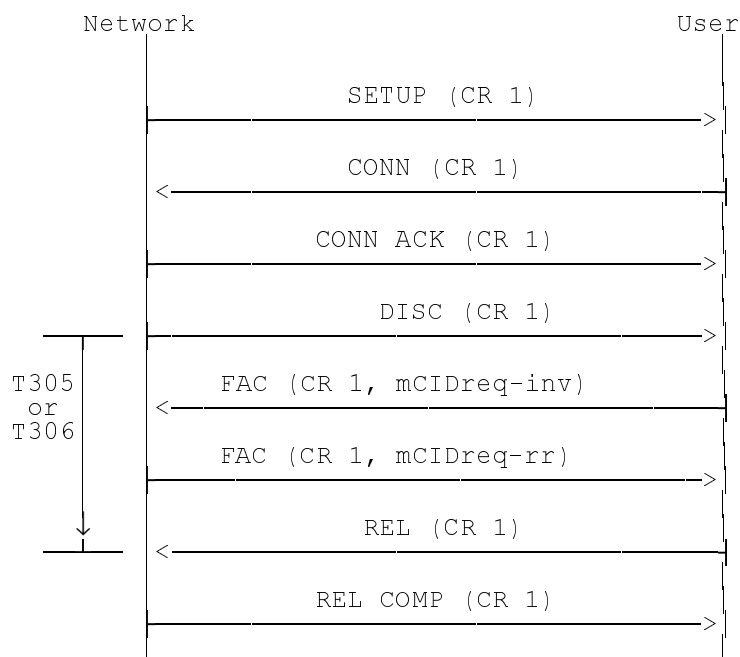 Network User
SETUP (CR 1)
CONN (CR 1)
CONN ACK (CR 1)
DISC (CR 1)
T305
or
T306
FAC (CR 1, mCIDreq-inv)
FAC (CR 1, mCIDreq-rr)
REL (CR 1)
REL COMP (CR 1)